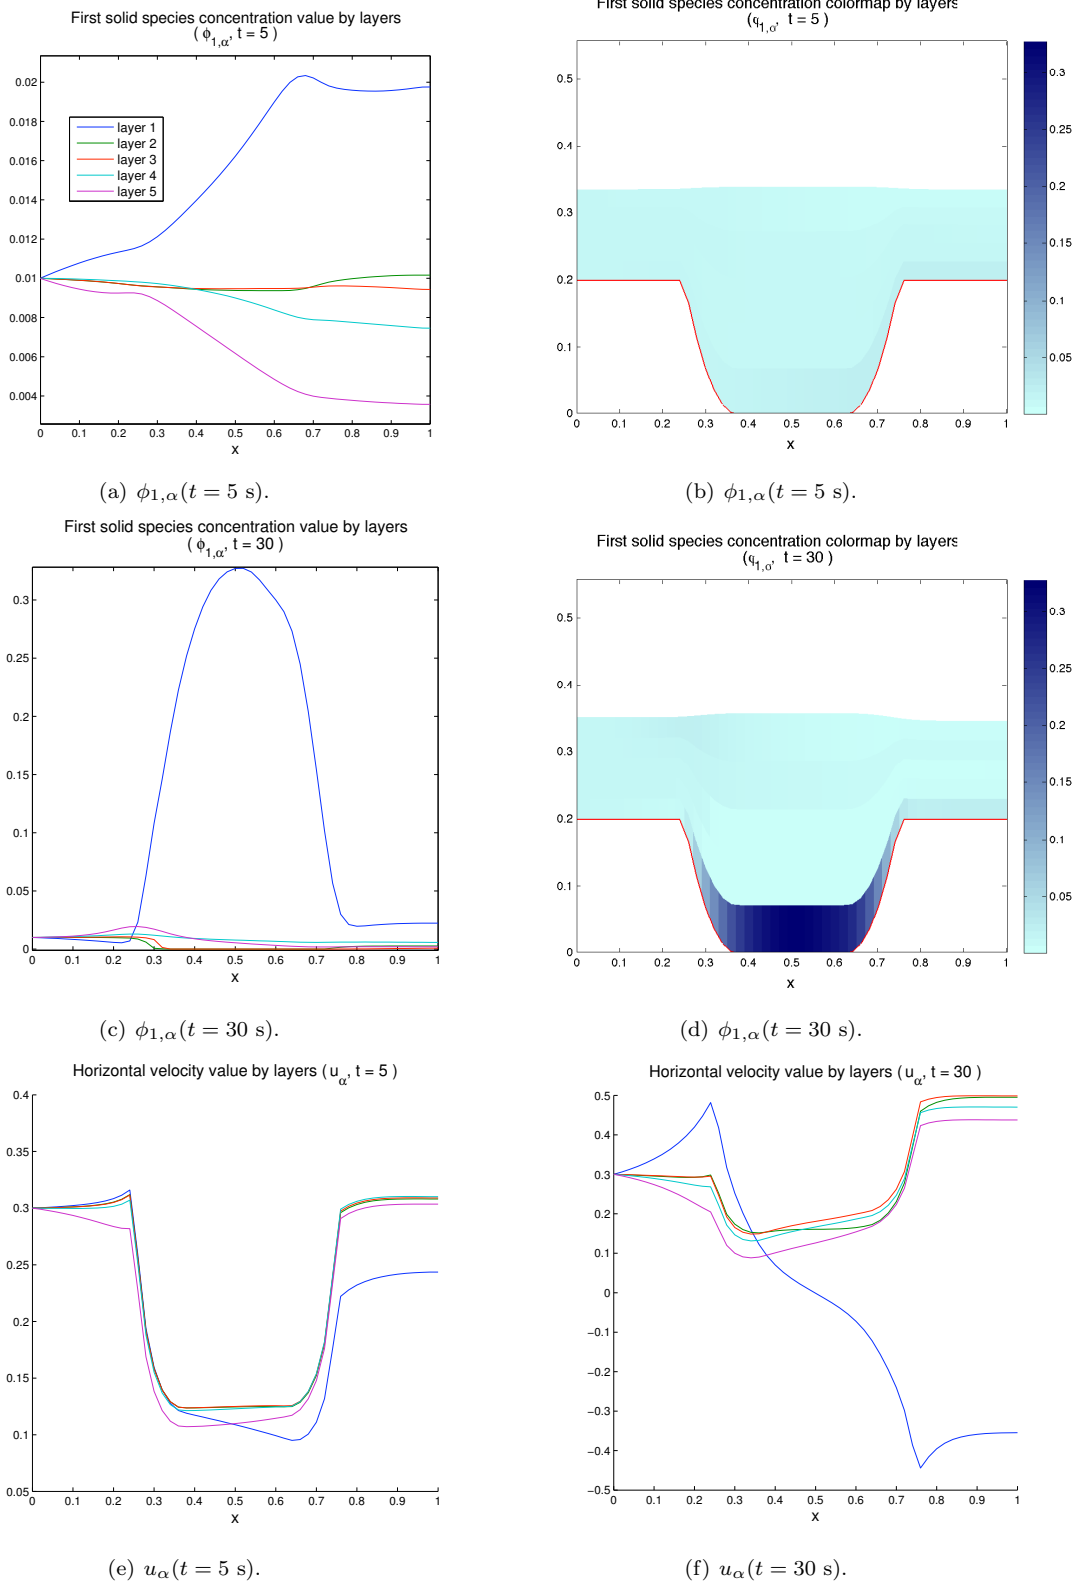 First solid species concentration value by layers
( ϕ1,α, t = 5 )
0.02
0.018
0.016
0.014
0.012
0.01
0.008
0.006
0.004
layer 1
layer 2
layer 3
layer 4
layer 5
0 0.1 0.2 0.3 0.4 0.5 0.6 0.7 0.8 0.9 1
x
(a) ϕ1,α(t = 5 s).
First solid species concentration colormap by layers
t = 5 )
0.5
0.4
0.3
0.2
0.1
0
0 0.1 0.2 0.3 0.4 0.5 0.6 0.7 0.8 0.9 1
x
0.3
0.25
0.2
0.15
0.1
0.05
(b) ϕ1,α(t = 5 s).
First solid species concentration value by layers
( ϕ1,α, t = 30 )
0.3
0.25
0.2
0.15
0.1
0.05
0
0 0.1 0.2 0.3 0.4 0.5 0.6 0.7 0.8 0.9 1
x
(c) ϕ1,α(t = 30 s).
First solid species concentration colormap by layers
t = 30 )
0.5
0.4
0.3
0.2
0.1
0
0 0.1 0.2 0.3 0.4 0.5 0.6 0.7 0.8 0.9 1
x
0.3
0.25
0.2
0.15
0.1
0.05
(d) ϕ1,α(t = 30 s).
Horizontal velocity value by layers ( uα, t = 5 )
0.4
0.35
0.3
0.25
0.2
0.15
0.1
0.05
0 0.1 0.2 0.3 0.4 0.5 0.6 0.7 0.8 0.9 1
x
(e) uα(t = 5 s).
Horizontal velocity value by layers ( uα, t = 30 )
0.5
0.4
0.3
0.2
0.1
0
−0.1
−0.2
−0.3
−0.4
−0.5
0 0.1 0.2 0.3 0.4 0.5 0.6 0.7 0.8 0.9 1
x
(f) uα(t = 30 s).